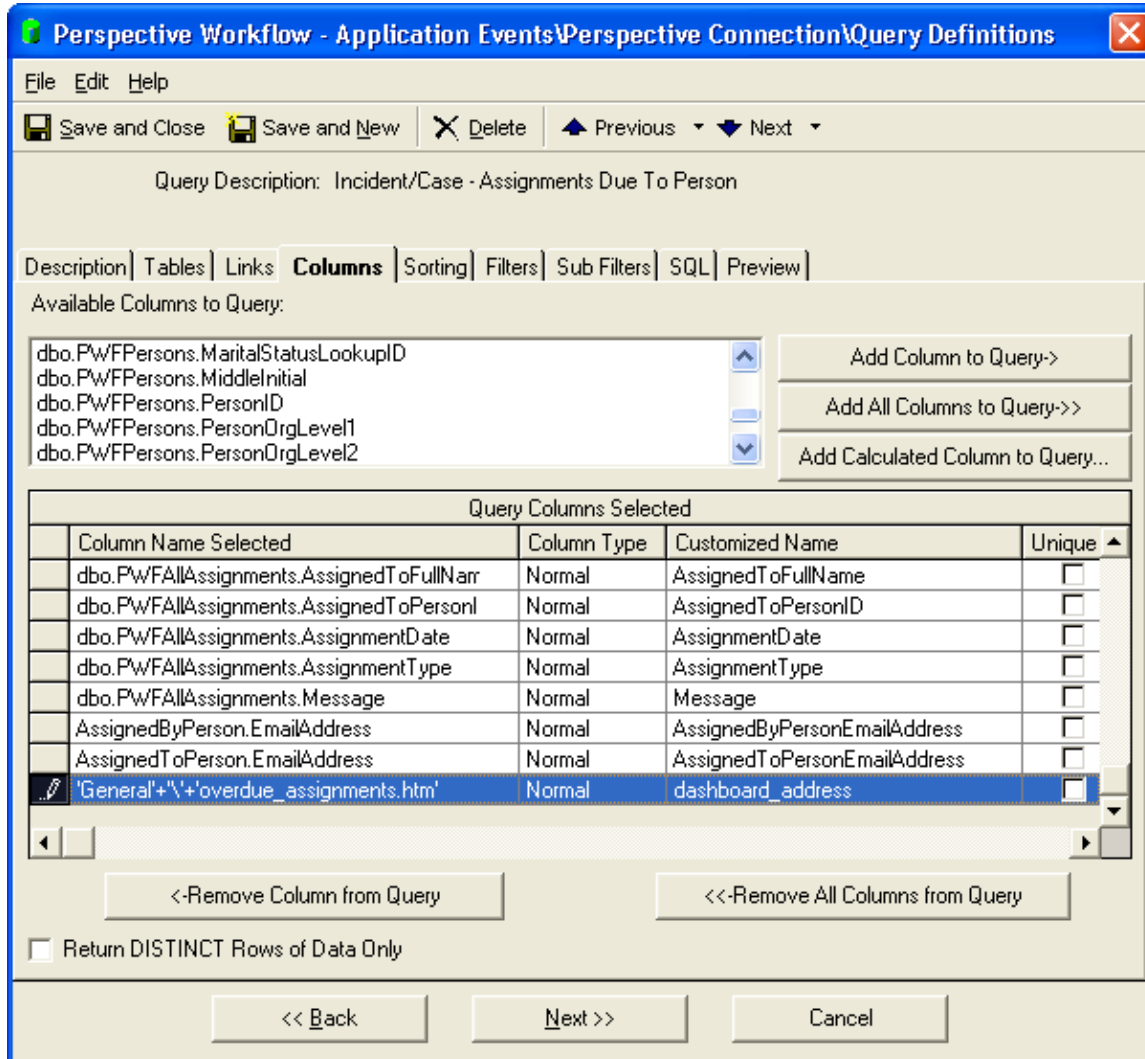 Perspective Workflow - Application Events\Perspective Connection\Query Definitions
File Edit Help
Save and Close Save and New Delete Previous Next
Query Description: Incident/Case - Assignments Due To Person
Description Tables Links Columns Sorting Filters Sub Filters SQL Preview
Available Columns to Query:
dbo.PWFPersons.MaritalStatusLookupID
dbo.PWFPersons.MiddleInitial
dbo.PWFPersons.PersonID
dbo.PWFPersons.PersonOrgLevel1
dbo.PWFPersons.PersonOrgLevel2
Add Column to Query->
Add All Columns to Query->>
Add Calculated Column to Query...
Query Columns Selected
Column Name Selected Column Type Customized Name Unique
dbo.PWFAllAssignments.AssignedToFullNam Normal AssignedToFullName
dbo.PWFAllAssignments.AssignedToPersonI Normal AssignedToPersonID
dbo.PWFAllAssignments.AssignmentDate Normal AssignmentDate
dbo.PWFAllAssignments.AssignmentType Normal AssignmentType
dbo.PWFAllAssignments.Message Normal Message
AssignedByPerson.EmailAddress Normal AssignedByPersonEmailAddress
AssignedToPerson.EmailAddress Normal AssignedToPersonEmailAddress
'General'+'\'+'overdue_assignments.htm' Normal dashboard_address
<-Remove Column from Query <<-Remove All Columns from Query
Return DISTINCT Rows of Data Only
<< Back Next >> Cancel